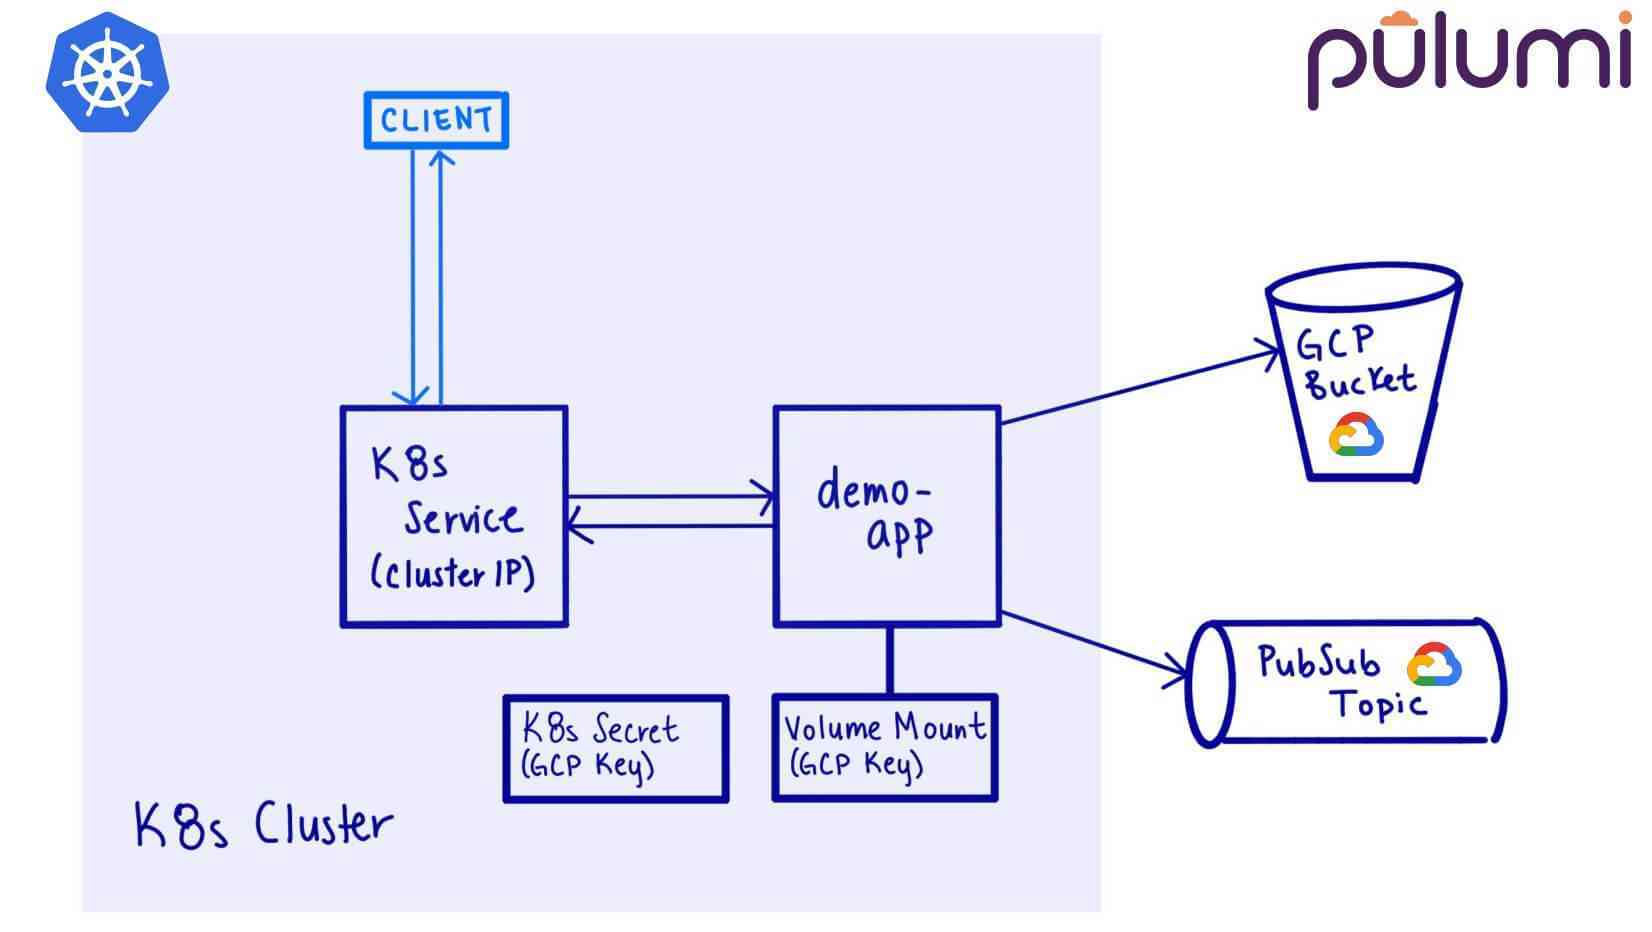 pulumi
CLIENT
K8s
Service
(Cluster IP)
demo-
app
GCP
Bucket
PubSub
Topic
K8s Secret
(GCP Key)
Volume Mount
(GCP Key)
K8s Cluster